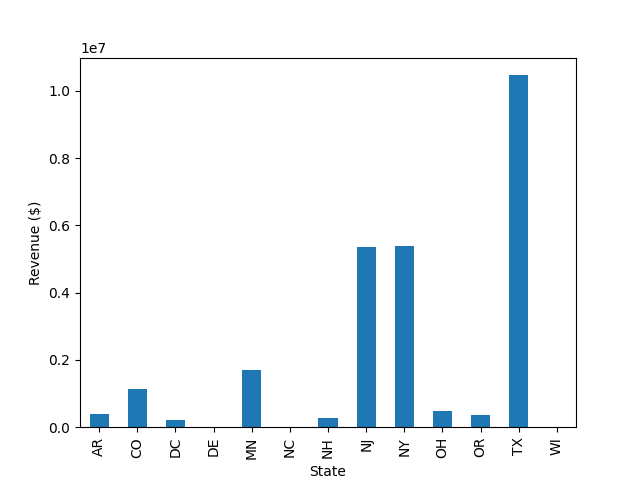 1e7
1.0
0.8
0.6
0.4
0.2
0.0
Revenue ($)
AR CO DC DE MN NC NH NJ NY OH OR TX WI
State